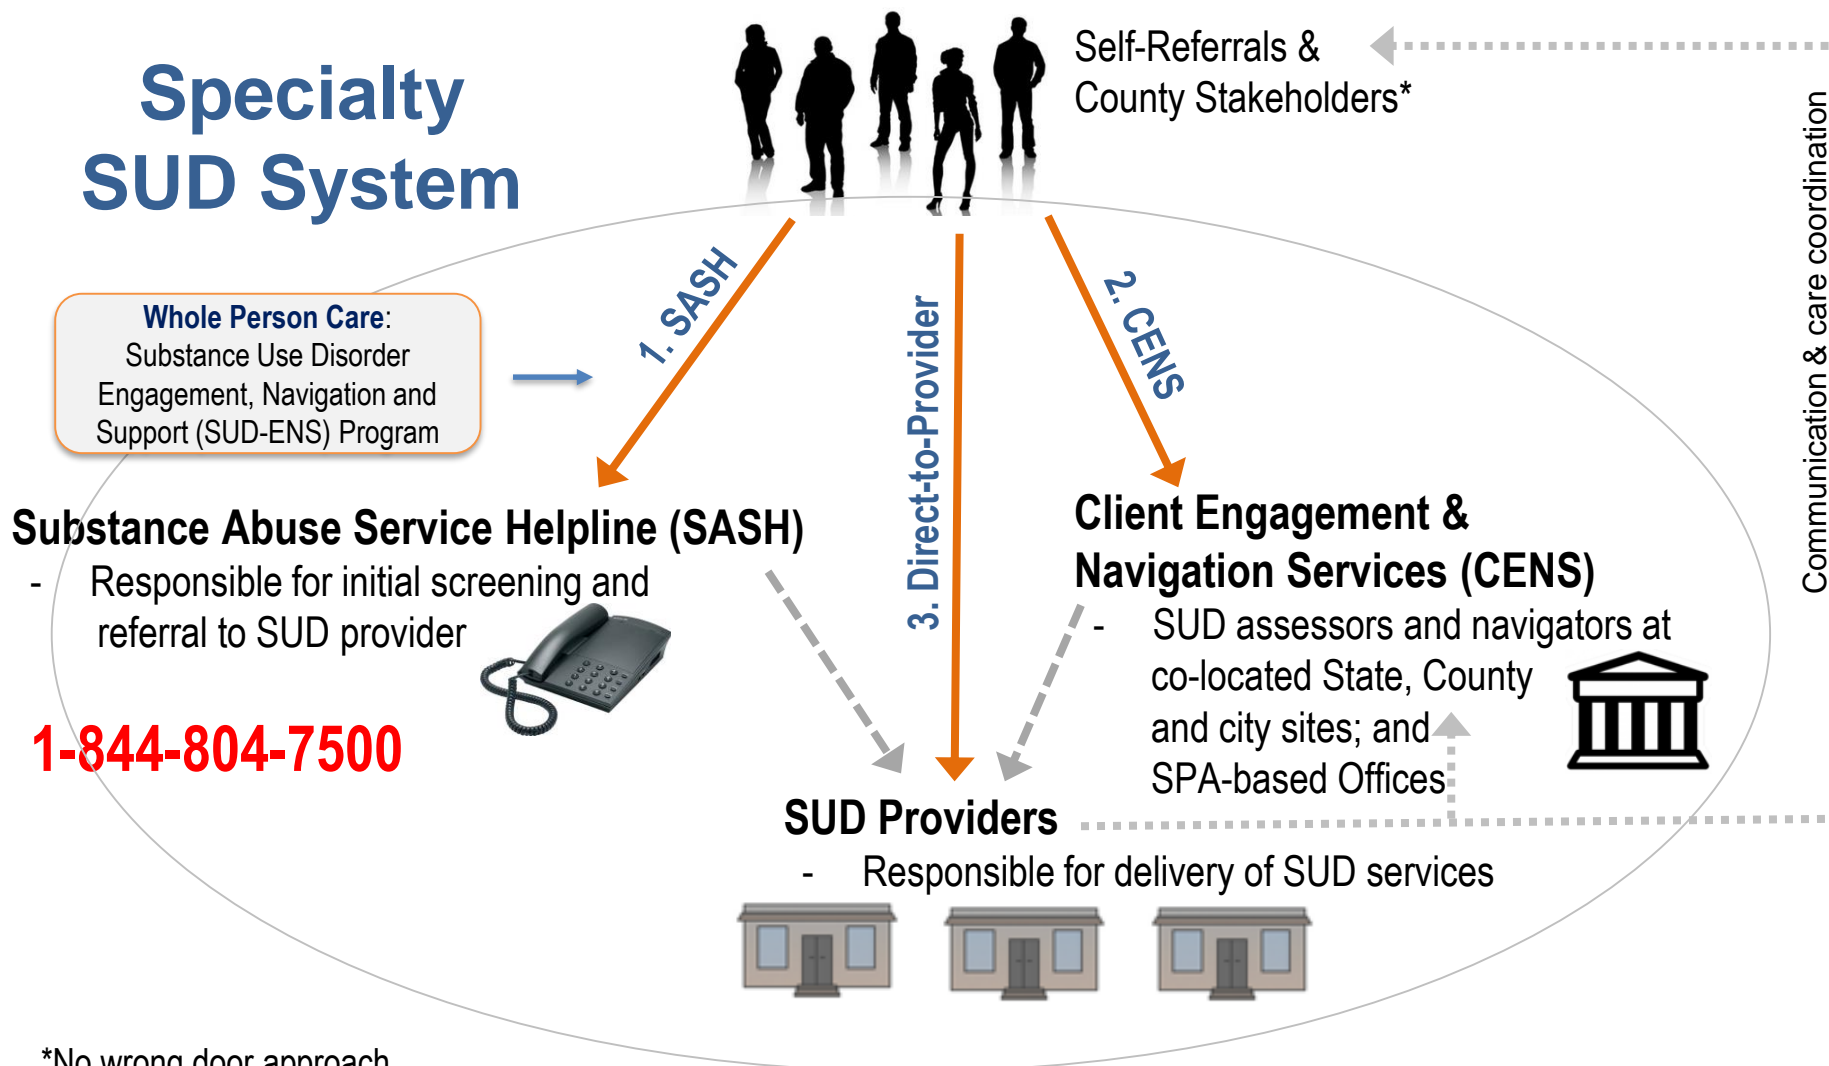 Specialty
SUD System
Self-Referrals &
County Stakeholders*
Communication & care coordination
Whole Person Care:
Substance Use Disorder
Engagement, Navigation and
Support (SUD-ENS) Program
1. SASH
3. Direct-to-Provider
2. CENS
Substance Abuse Service Helpline (SASH)
- Responsible for initial screening and
referral to SUD provider
1-844-804-7500
Client Engagement &
Navigation Services (CENS)
- SUD assessors and navigators at
co-located State, County
and city sites; and
SPA-based Offices
SUD Providers
- Responsible for delivery of SUD services
*No wrong door approach